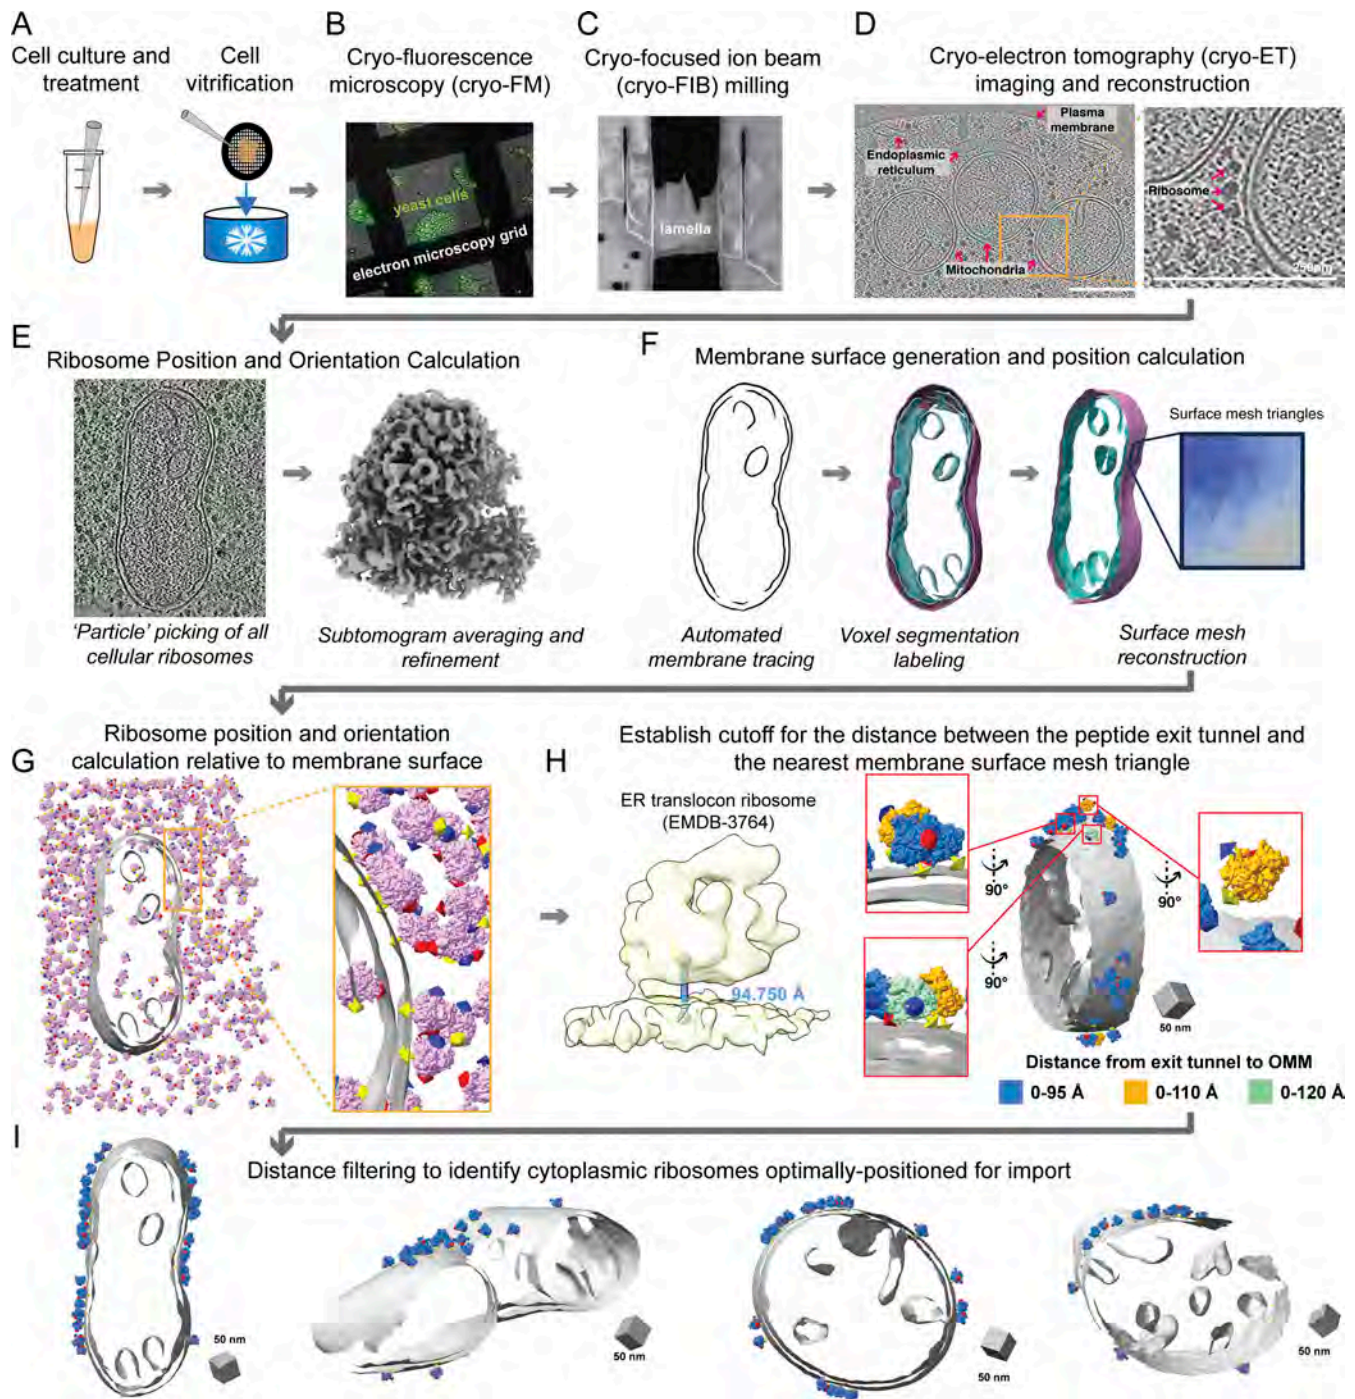 A
Cell culture and
treatment
Cell
vitrification
B
Cryo-fluorescence
microscopy (cryo-FM)
yeast cells
electron microscopy grid
C
Cryo-focused ion beam
(cryo-FIB) milling
lamella
D
Cryo-electron tomography (cryo-ET)
imaging and reconstruction
Plasma
membrane
Endoplasmic
reticulum
Mitochondria
Ribosome
250nm
E
Ribosome Position and Orientation Calculation
'Particle' picking of all
cellular ribosomes
Subtomogram averaging and
refinement
F
Membrane surface generation and position calculation
Surface mesh triangles
Automated
membrane tracing
Voxel segmentation
labeling
Surface mesh
reconstruction
G
Ribosome position and orientation
calculation relative to membrane surface
H
Establish cutoff for the distance between the peptide exit tunnel and
the nearest membrane surface mesh triangle
ER translocon ribosome
(EMDB-3764)
94.750 Å
90°
90°
90°
50 nm
Distance from exit tunnel to OMM
0-95 Å
0-110 Å
0-120 Å
I
Distance filtering to identify cytoplasmic ribosomes optimally-positioned for import
50 nm
50 nm
50 nm
50 nm